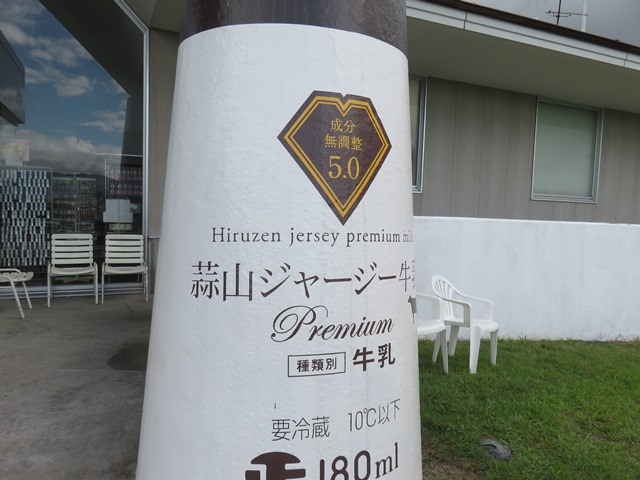 成分
無調整
5.0
Hiruzen jersey premium
蒜山ジャージー牛
Premium
種類別 牛乳
要冷蔵 10℃以下
正 180ml